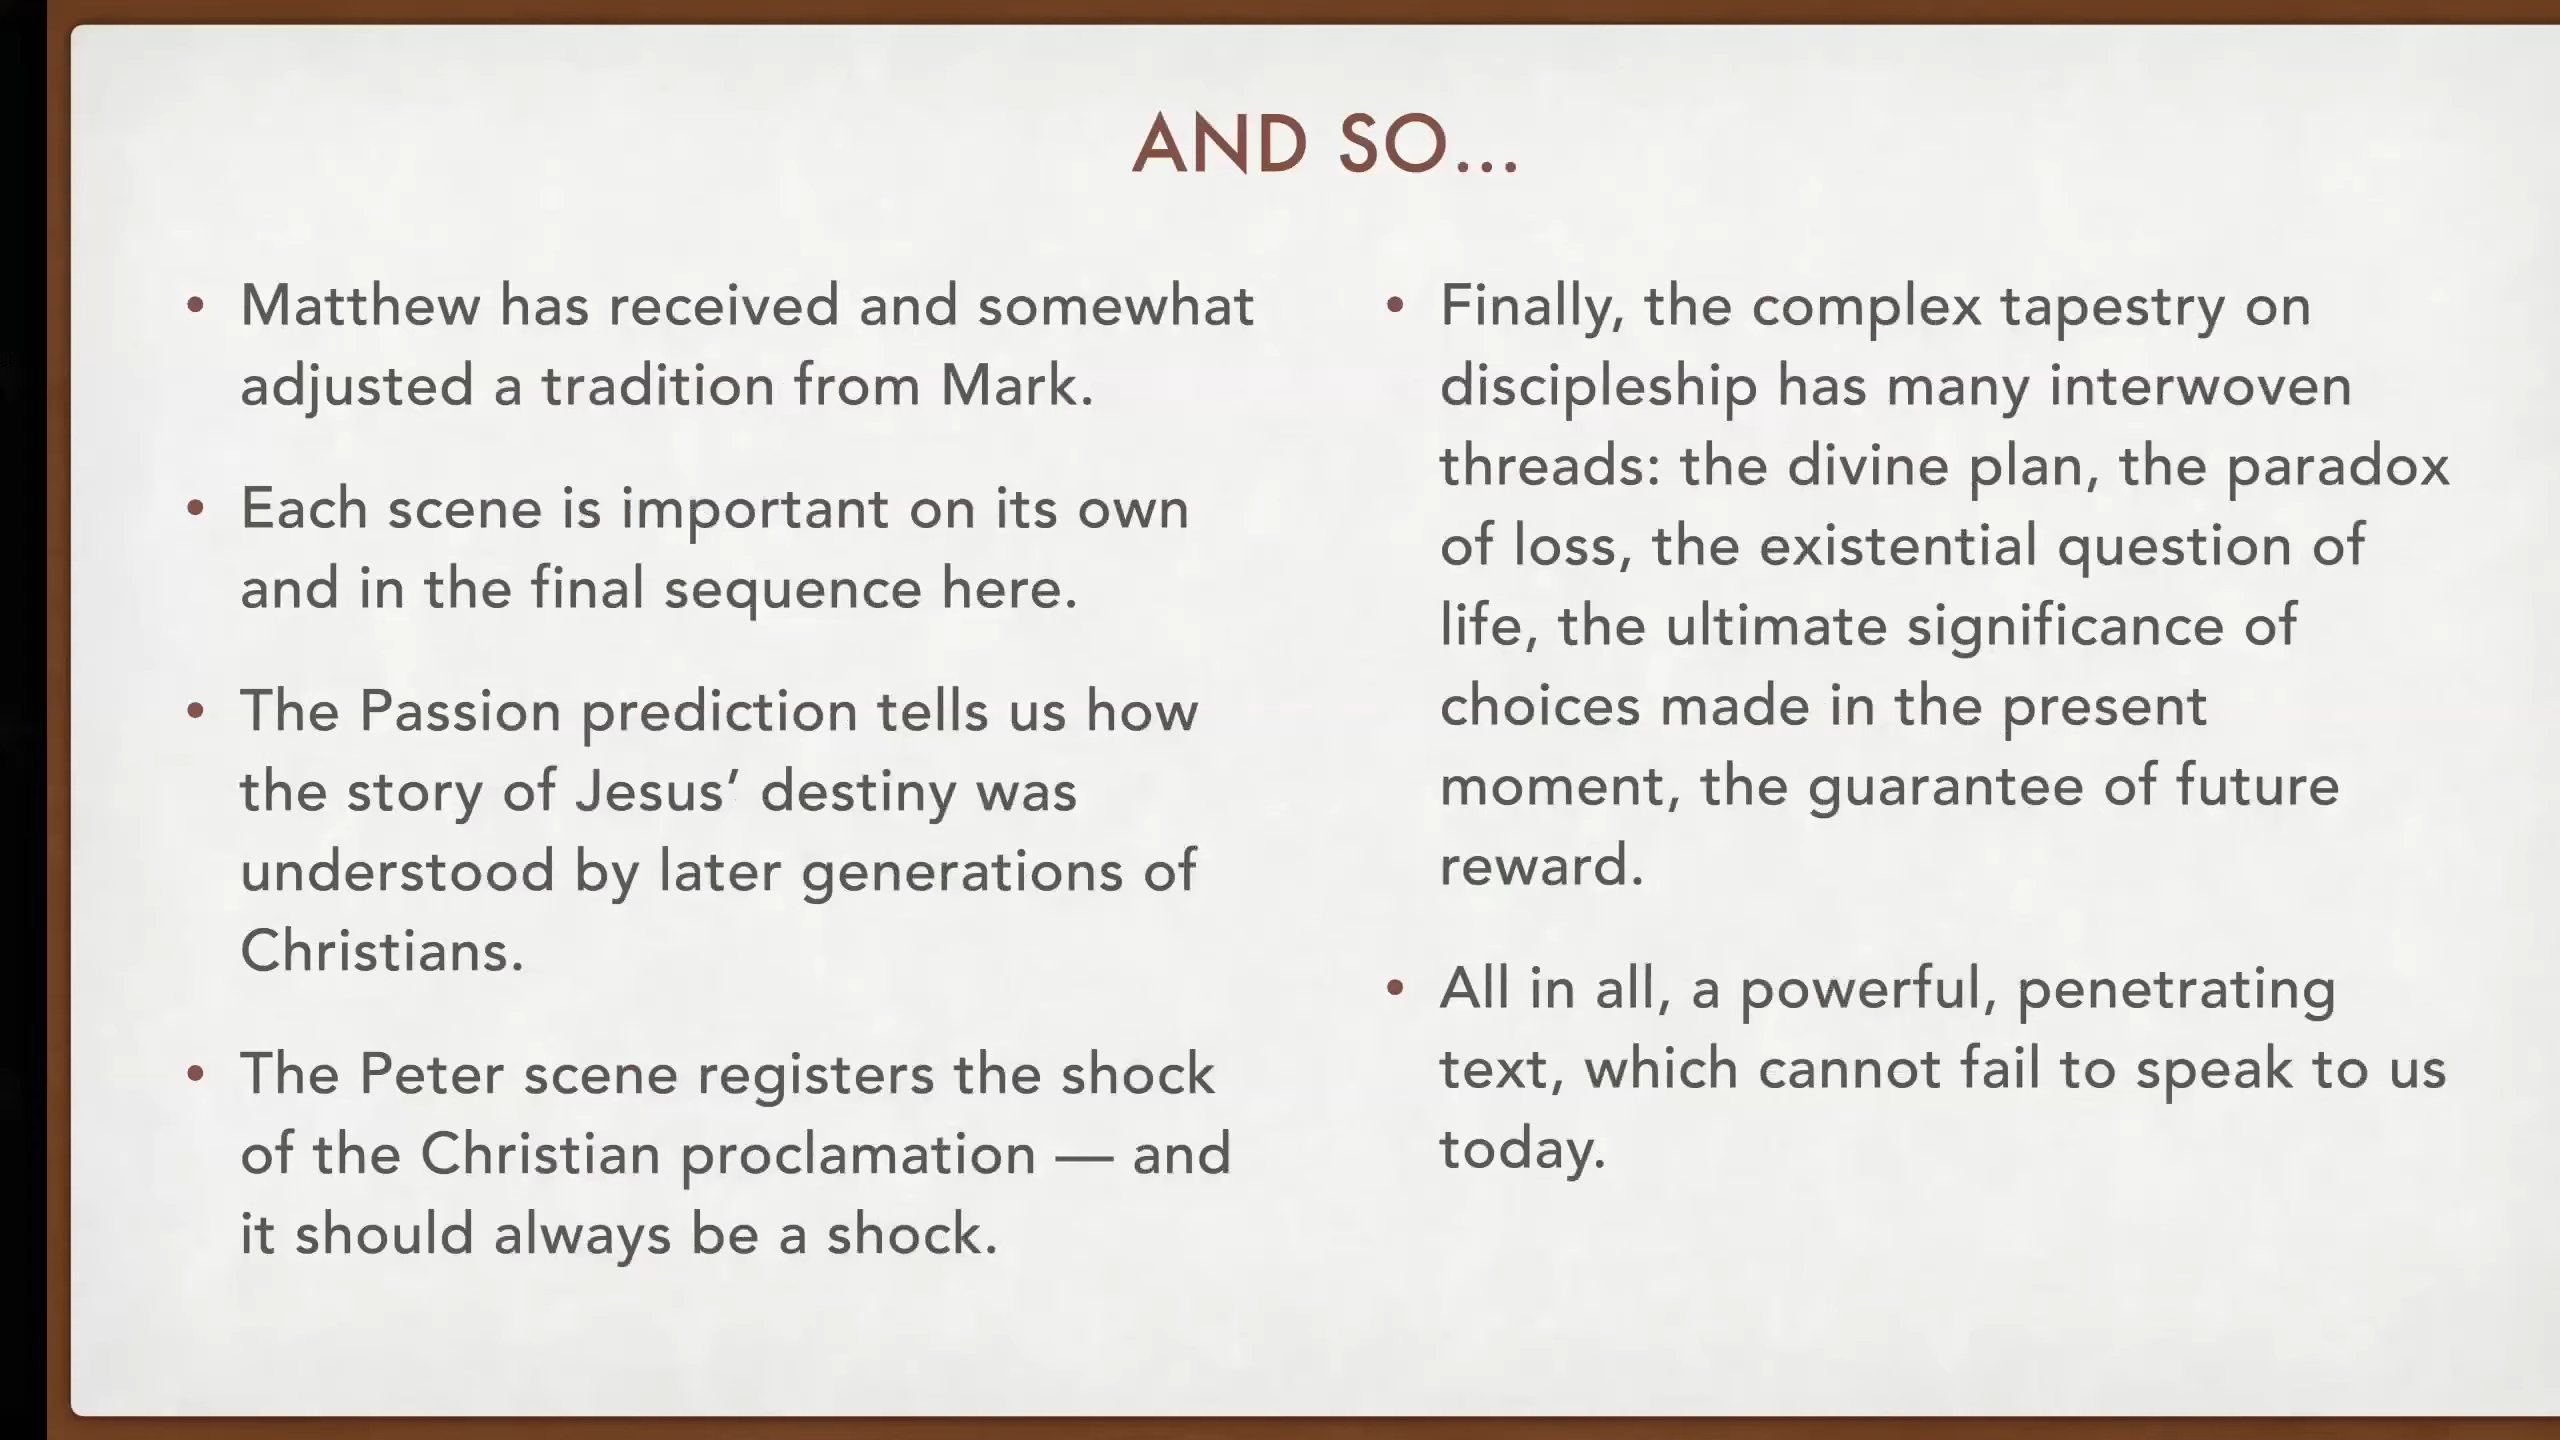 AND SO…
• Matthew has received and somewhat
adjusted a tradition from Mark.
• Each scene is important on its own
and in the final sequence here.
• The Passion prediction tells us how
the story of Jesus’ destiny was
understood by later generations of
Christians.
• The Peter scene registers the shock
of the Christian proclamation — and
it should always be a shock.
• Finally, the complex tapestry on
discipleship has many interwoven
threads: the divine plan, the paradox
of loss, the existential question of
life, the ultimate significance of
choices made in the present
moment, the guarantee of future
reward.
• All in all, a powerful, penetrating
text, which cannot fail to speak to us
today.